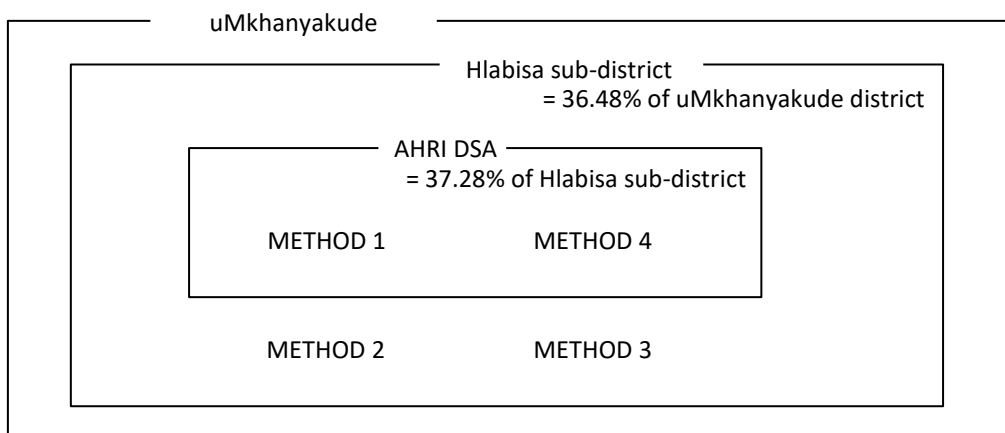 uMkhanyakude
Hlabisa sub-district
= 36.48% of uMkhanyakude district
AHRI DSA
= 37.28% of Hlabisa sub-district
METHOD 1 METHOD 4
METHOD 2 METHOD 3